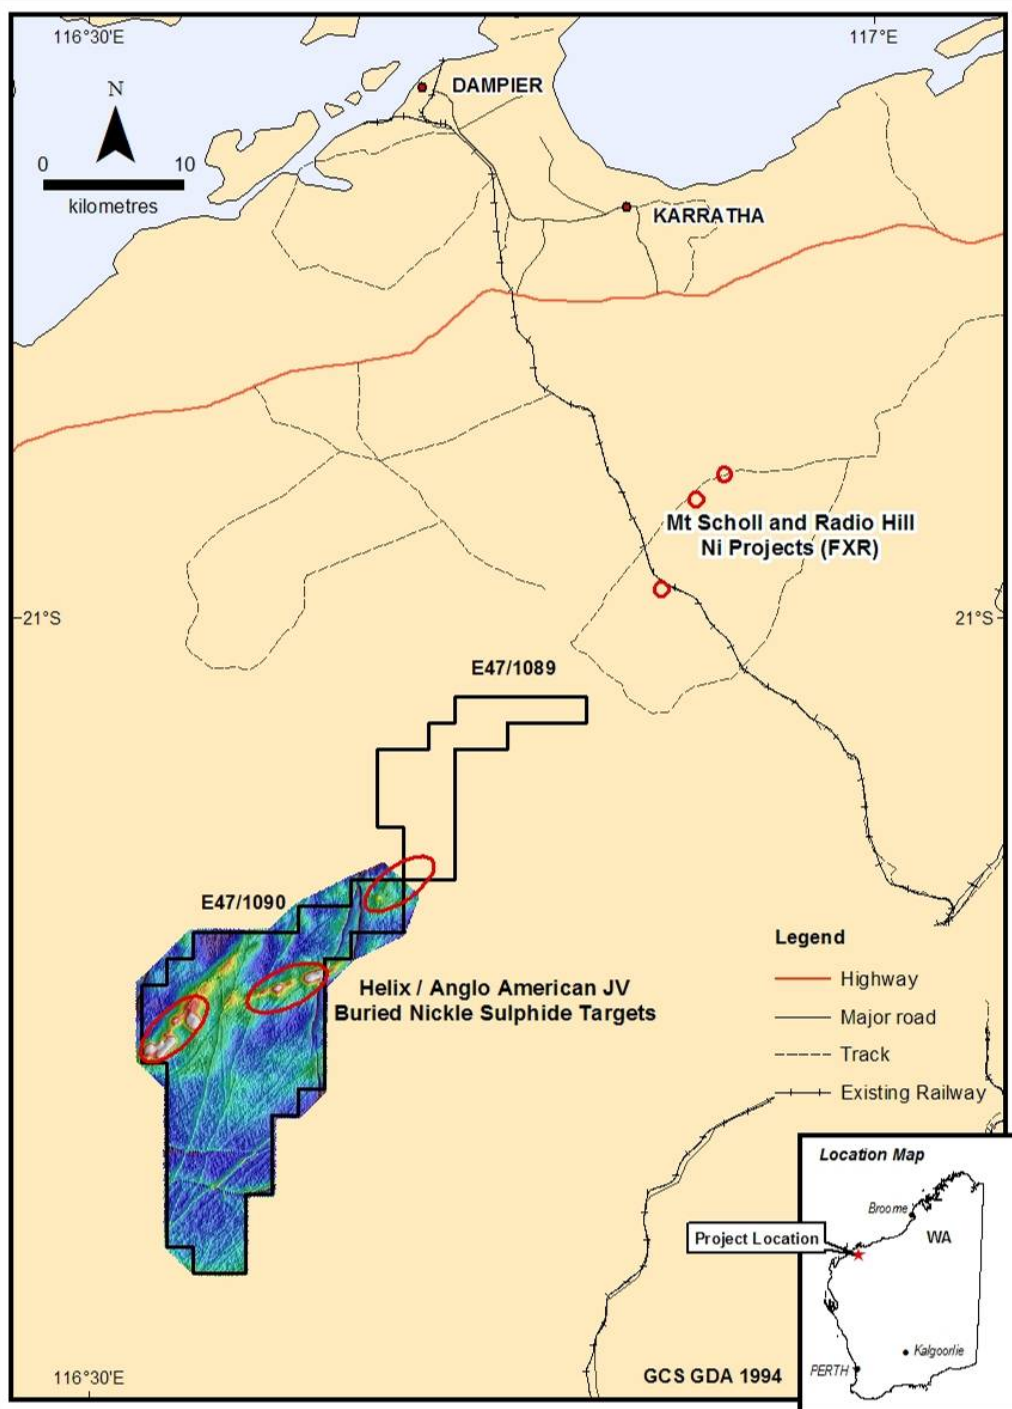 116°30'E
117°E
DAMPIER
N
0 10
kilometres
KARRATHA
Mt Scholl and Radio Hill
Ni Projects (FXR)
21°S
21°S
E47/1089
E47/1090
Helix / Anglo American JV
Buried Nickle Sulphide Targets
Legend
Highway
Major road
Track
Existing Railway
Location Map
Broome
WA
Project Location
Kalgoorlie
PERTH
116°30'E
GCS GDA 1994